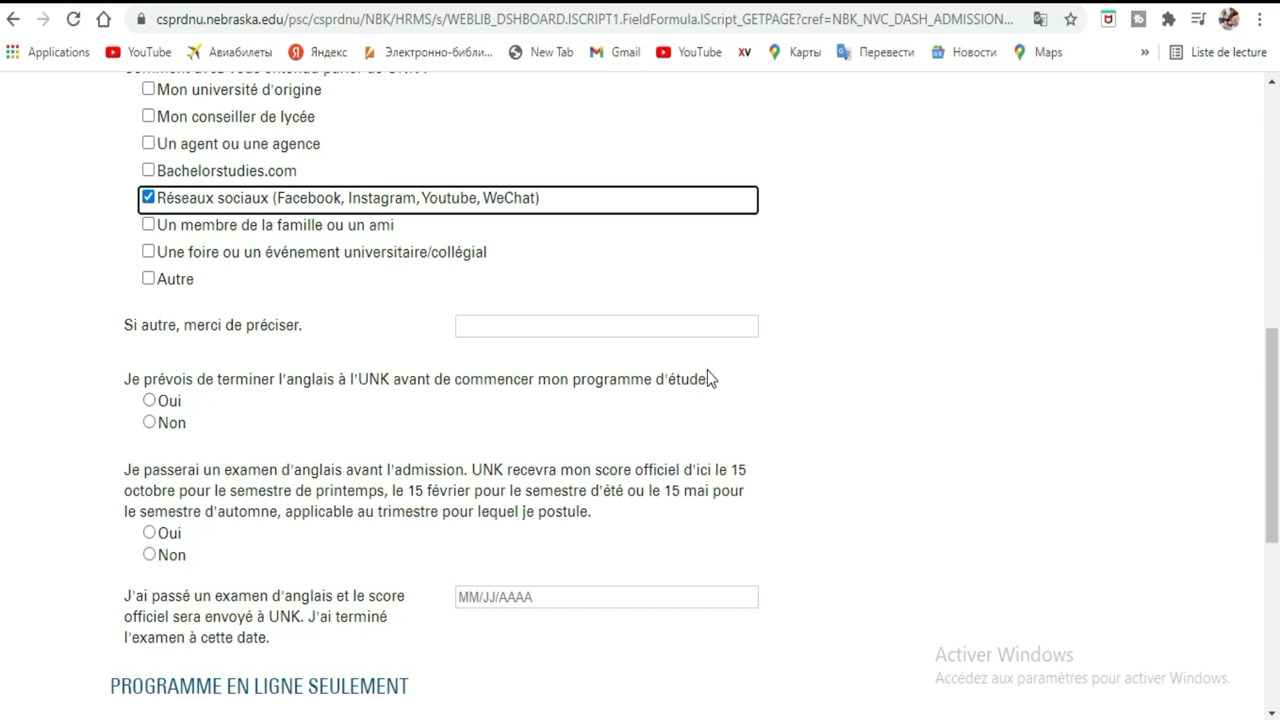 csprdnu.nebraska.edu/psc/csprdnu/NBK/HRMS/s/WEBLIB_DSHBOARD.ISCRIPT1.FieldFormula.IScript_GETPAGE?cref=NBK_NVC_DASH_ADMISSION...
Applications YouTube Авиабилеты Яндекс Электронно-библи... New Tab Gmail YouTube XV Карты Перевести Новости Maps » Liste de lecture
Comment avez-vous entendu parler de UNK ?
Mon université d'origine
Mon conseiller de lycée
Un agent ou une agence
Bachelorstudies.com
Réseaux sociaux (Facebook, Instagram, Youtube, WeChat)
Un membre de la famille ou un ami
Une foire ou un événement universitaire/collégial
Autre
Si autre, merci de préciser.
Je prévois de terminer l'anglais à l'UNK avant de commencer mon programme d'étude.
Oui
Non
Je passerai un examen d'anglais avant l'admission. UNK recevra mon score officiel d'ici le 15
octobre pour le semestre de printemps, le 15 février pour le semestre d'été ou le 15 mai pour
le semestre d'automne, applicable au trimestre pour lequel je postule.
Oui
Non
J'ai passé un examen d'anglais et le score
officiel sera envoyé à UNK. J'ai terminé
l'examen à cette date.
MM/JJ/AAAA
Activer Windows
Accédez aux paramètres pour activer Windows.
PROGRAMME EN LIGNE SEULEMENT